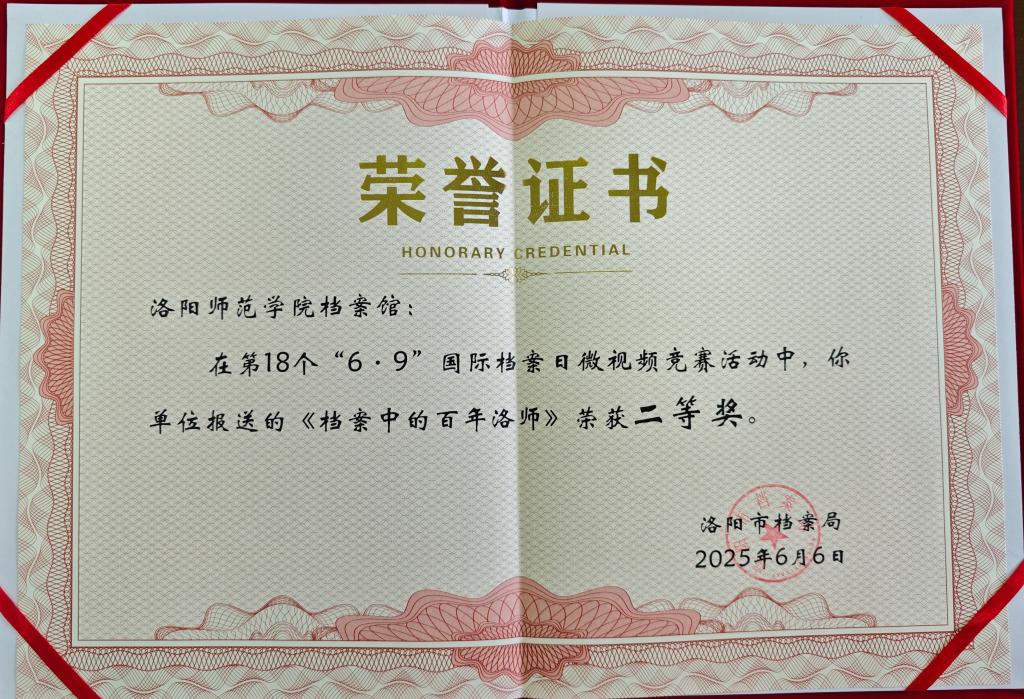 荣誉证书
HONORARY CREDENTIAL
洛阳师范学院档案馆：
在第18个“6·9”国际档案日微视频竞赛活动中，你
单位报送的《档案中的百年洛师》荣获二等奖。
洛阳市档案局
2025年6月6日